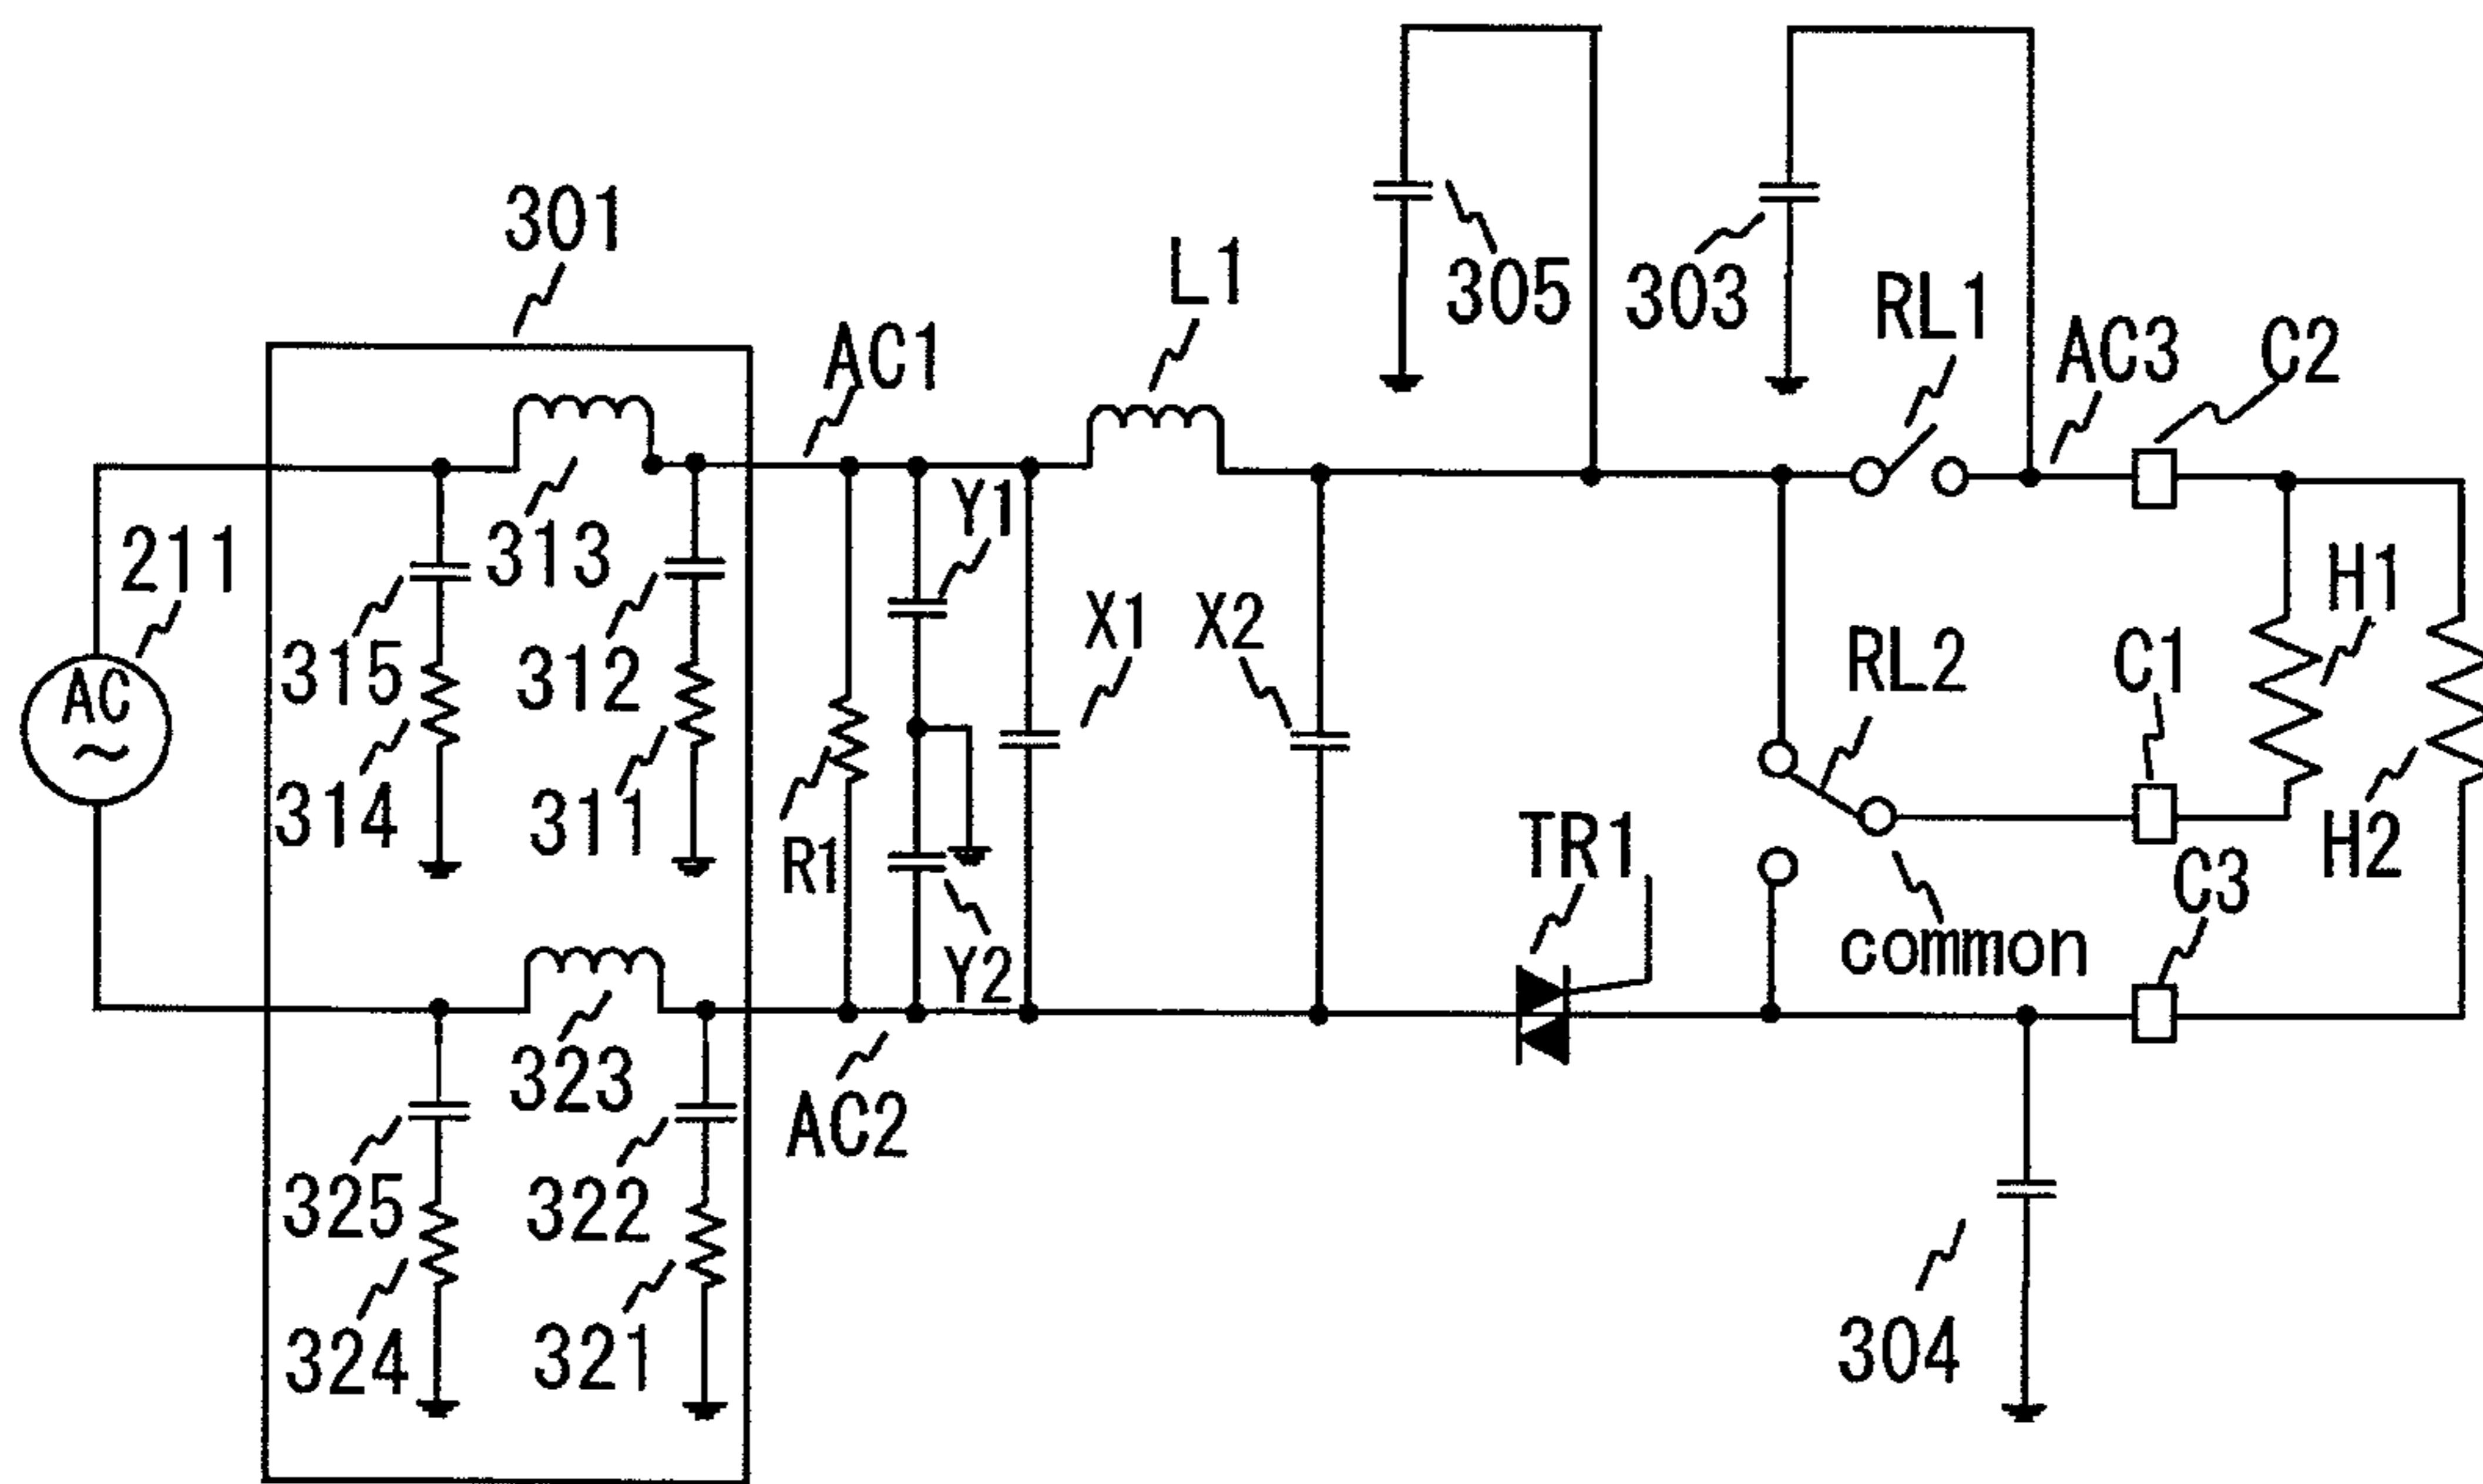 301
L1
305
303
RL1
AC1
AC3
C2
211
313
Y1
H1
315
312
X1
X2
RL2
C1
AC
~
314
311
R1
TR1
H2
C3
Y2
common
323
AC2
325
322
324
321
304